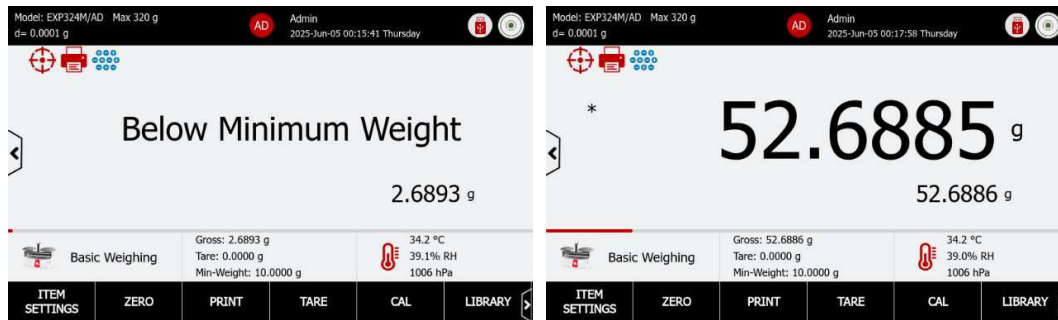 Model: EXP324M/AD Max 320 g
d= 0.0001 g
AD
Admin
2025-Jun-05 00:15:41 Thursday
Below Minimum Weight
2.6893 g
Basic Weighing
Gross: 2.6893 g
Tare: 0.0000 g
Min-Weight: 10.0000 g
34.2 °C
39.1% RH
1006 hPa
ITEM
SETTINGS
ZERO
PRINT
TARE
CAL
LIBRARY
Model: EXP324M/AD Max 320 g
d= 0.0001 g
AD
Admin
2025-Jun-05 00:17:58 Thursday
*
52.6885 g
52.6886 g
Basic Weighing
Gross: 52.6886 g
Tare: 0.0000 g
Min-Weight: 10.0000 g
34.2 °C
39.0% RH
1006 hPa
ITEM
SETTINGS
ZERO
PRINT
TARE
CAL
LIBRARY